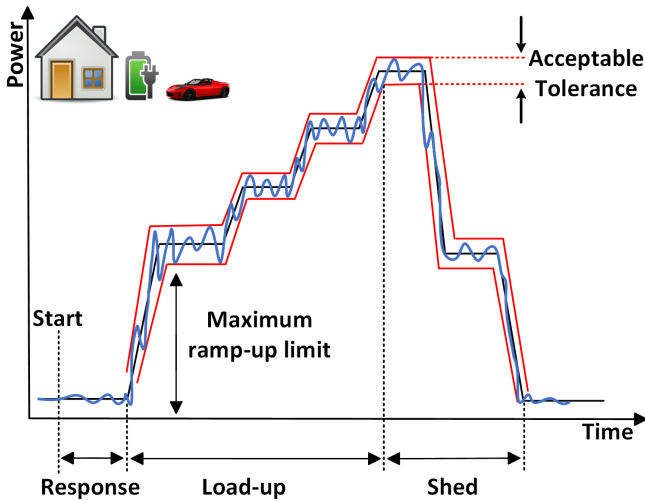 Power
Acceptable
Tolerance
Start
Maximum
ramp-up limit
Time
Response
Load-up
Shed